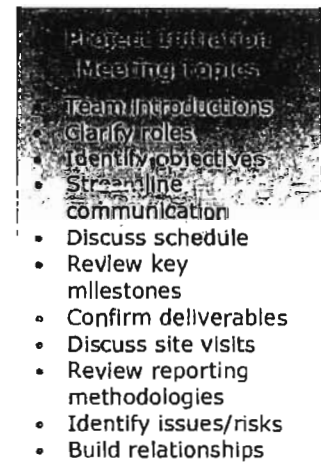 Project Initiation
Meeting Topics
• Team Introductions
• Clarify roles
• Identify objectives
• Streamline
communication
• Discuss schedule
• Review key
milestones
• Confirm deliverables
• Discuss site visits
• Review reporting
methodologies
• Identify issues/risks
• Build relationships